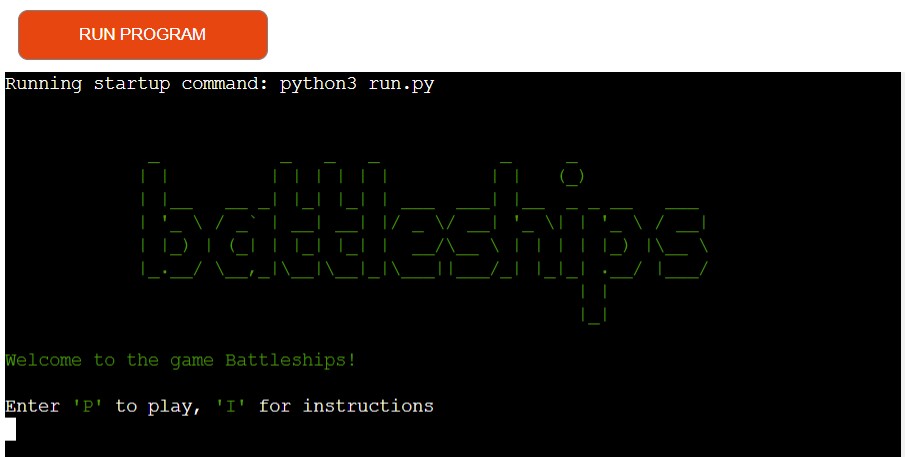 RUN PROGRAM
Running startup command: python3 run.py
battleships
Welcome to the game Battleships!
Enter 'P' to play, 'I' for instructions